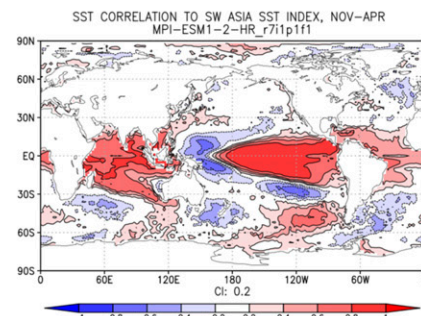 SST CORRELATION TO SW ASIA SST INDEX, NOV-APR
MPI-ESM1-2-HR_r7i1p1f1
90N
60N
30N
EQ
30S
60S
90S
0 60E 120E 180 120W 60W
CI: 0.2